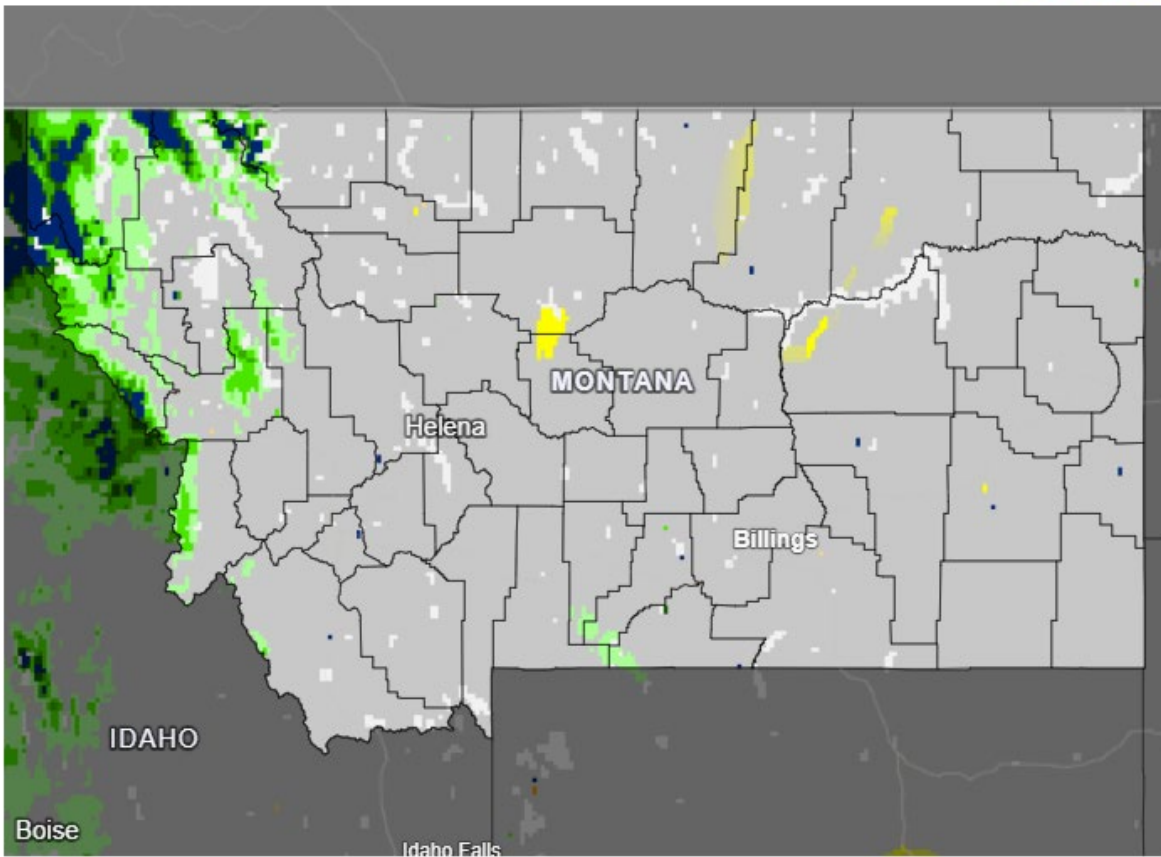 MONTANA
Helena
Billings
IDAHO
Boise
Idaho Falls